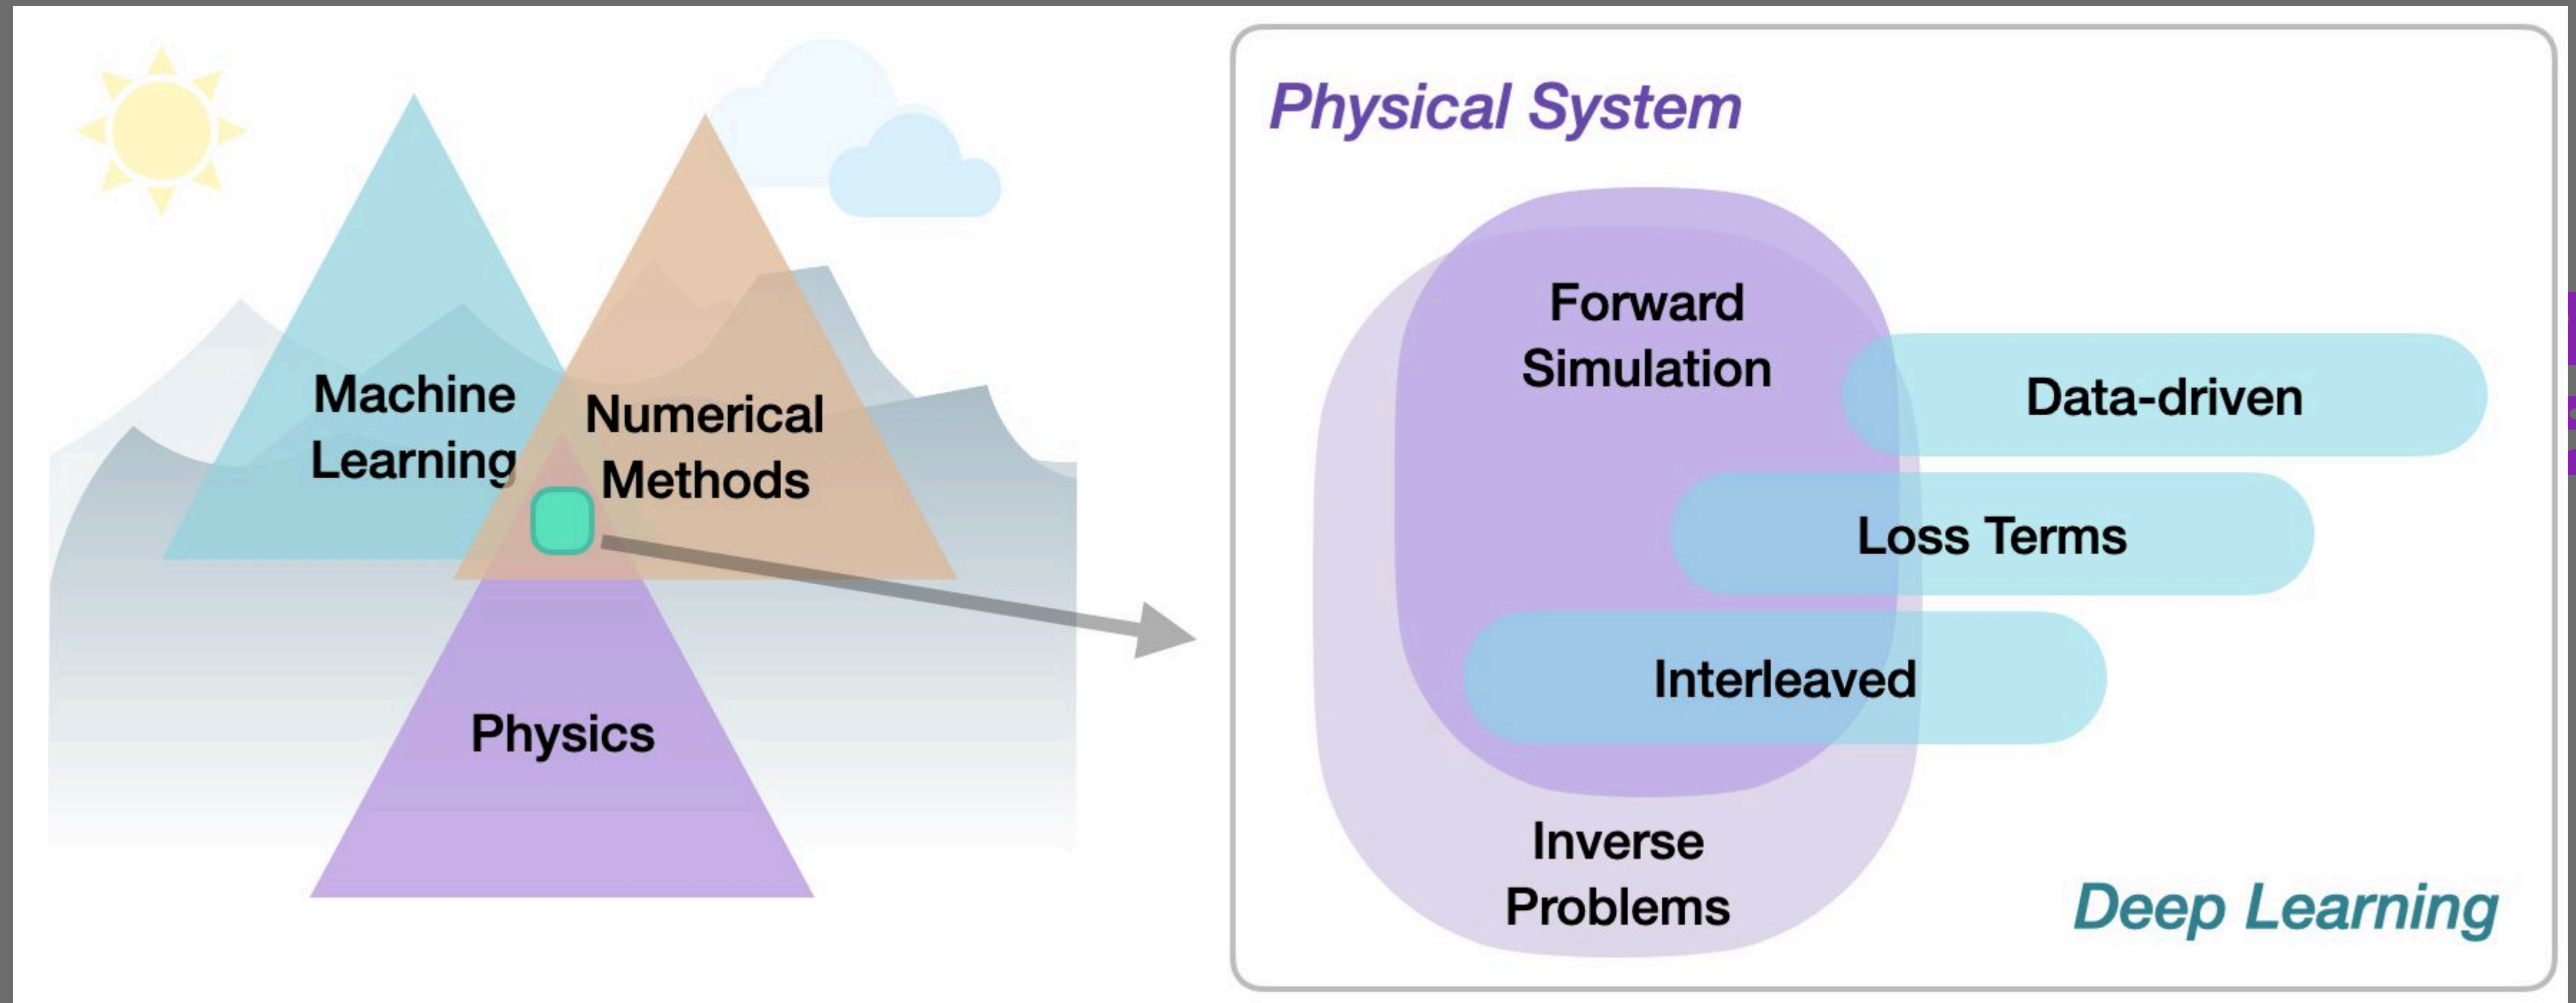 Machine
Learning
Numerical
Methods
Physics
Physical System
Forward
Simulation
Data-driven
Loss Terms
Interleaved
Inverse
Problems
Deep Learning